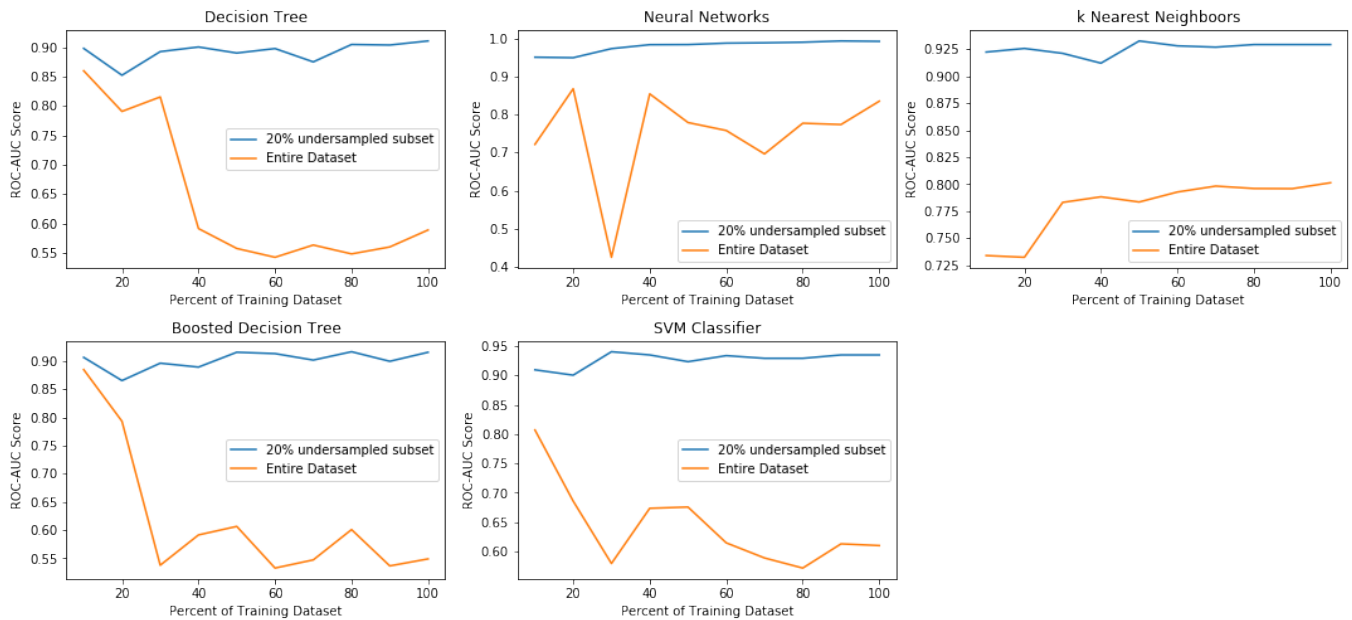 Decision Tree
ROC-AUC Score
0.90
0.85
0.80
0.75
0.70
0.65
0.60
0.55
20% undersampled subset
Entire Dataset
20 40 60 80 100
Percent of Training Dataset
Neural Networks
ROC-AUC Score
1.0
0.9
0.8
0.7
0.6
0.5
0.4
20% undersampled subset
Entire Dataset
20 40 60 80 100
Percent of Training Dataset
k Nearest Neighboors
ROC-AUC Score
0.925
0.900
0.875
0.850
0.825
0.800
0.775
0.750
0.725
20% undersampled subset
Entire Dataset
20 40 60 80 100
Percent of Training Dataset
Boosted Decision Tree
ROC-AUC Score
0.90
0.85
0.80
0.75
0.70
0.65
0.60
0.55
20% undersampled subset
Entire Dataset
20 40 60 80 100
Percent of Training Dataset
SVM Classifier
ROC-AUC Score
0.95
0.90
0.85
0.80
0.75
0.70
0.65
0.60
20% undersampled subset
Entire Dataset
20 40 60 80 100
Percent of Training Dataset